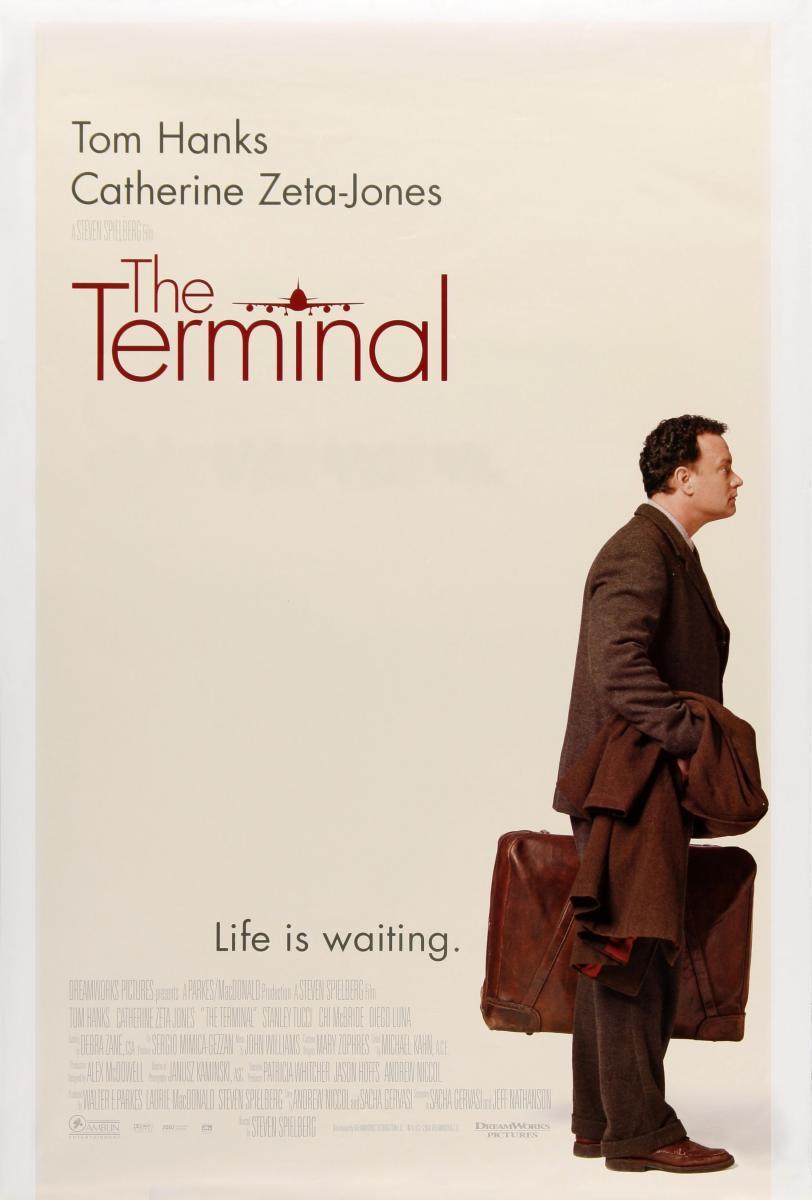 Tom Hanks
Catherine Zeta-Jones
A STEVEN SPIELBERG Film
The
Terminal
Life is waiting.
DREAMWORKS PICTURES presents A PARKES/MacDONALD Production A STEVEN SPIELBERG Film
TOM HANKS CATHERINE ZETA-JONES "THE TERMINAL" STANLEY TUCCI CHI McBRIDE DIEGO LUNA
DEBRA ZANE, CSA SERGIO MIMICA-GEZZAN JOHN WILLIAMS MARY ZOPHRES MICHAEL KAHN, A.C.E.
ALEX McDOWELL JANUSZ KAMINSKI, ASC PATRICIA WHITCHER JASON HOFFS ANDREW NICCOL
WALTER F. PARKES LAURIE MacDONALD STEVEN SPIELBERG ANDREW NICCOL and SACHA GERVASI SACHA GERVASI and JEFF NATHANSON
STEVEN SPIELBERG
AMBLIN
ENTERTAINMENT
DREAMWORKS
PICTURES